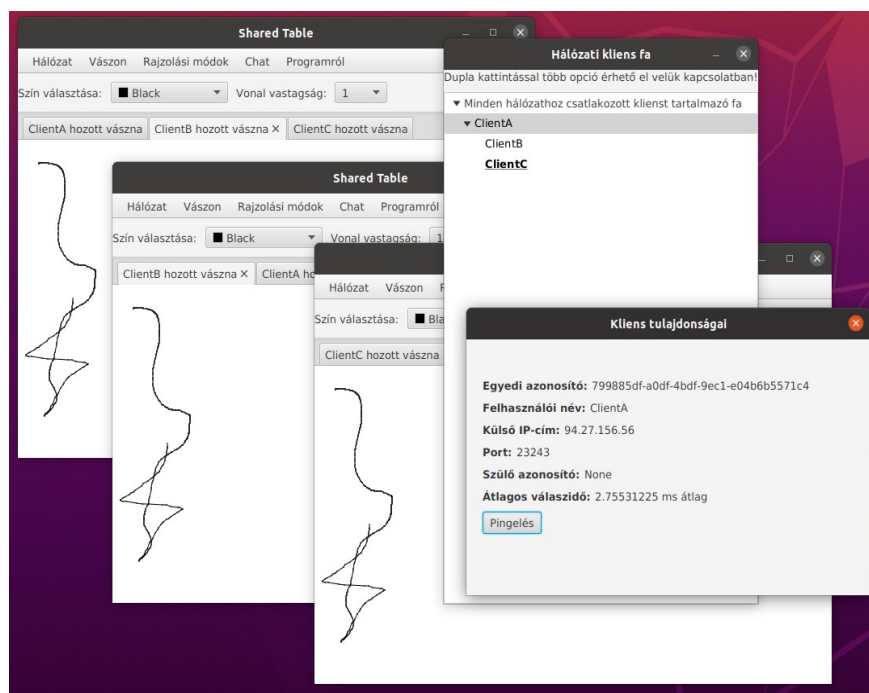 Shared Table
Hálózat Vászon Rajzolási módok Chat Programról
Szín választása: Black Vonal vastagság: 1
ClientA hozott vászna ClientB hozott vászna × ClientC hozott vászna
Shared Table
Hálózat Vászon Rajzolási módok Chat Programról
Szín választása: Black Vonal vastagság: 1
ClientB hozott vászna × ClientA
Hálózat Vászon
Szín választása:
ClientC hozott vászna
Hálózati kliens fa
Dupla kattintással több opció érhető el velük kapcsolatban!
Minden hálózathoz csatlakozott klienst tartalmazó fa
ClientA
ClientB
ClientC
Kliens tulajdonságai
Egyedi azonosító: 799885df-a0df-4bdf-9ec1-e04b6b5571c4
Felhasználói név: ClientA
Külső IP-cím: 94.27.156.56
Port: 23243
Szülő azonosító: None
Átlagos válaszidő: 2.75531225 ms átlag
Pingelés